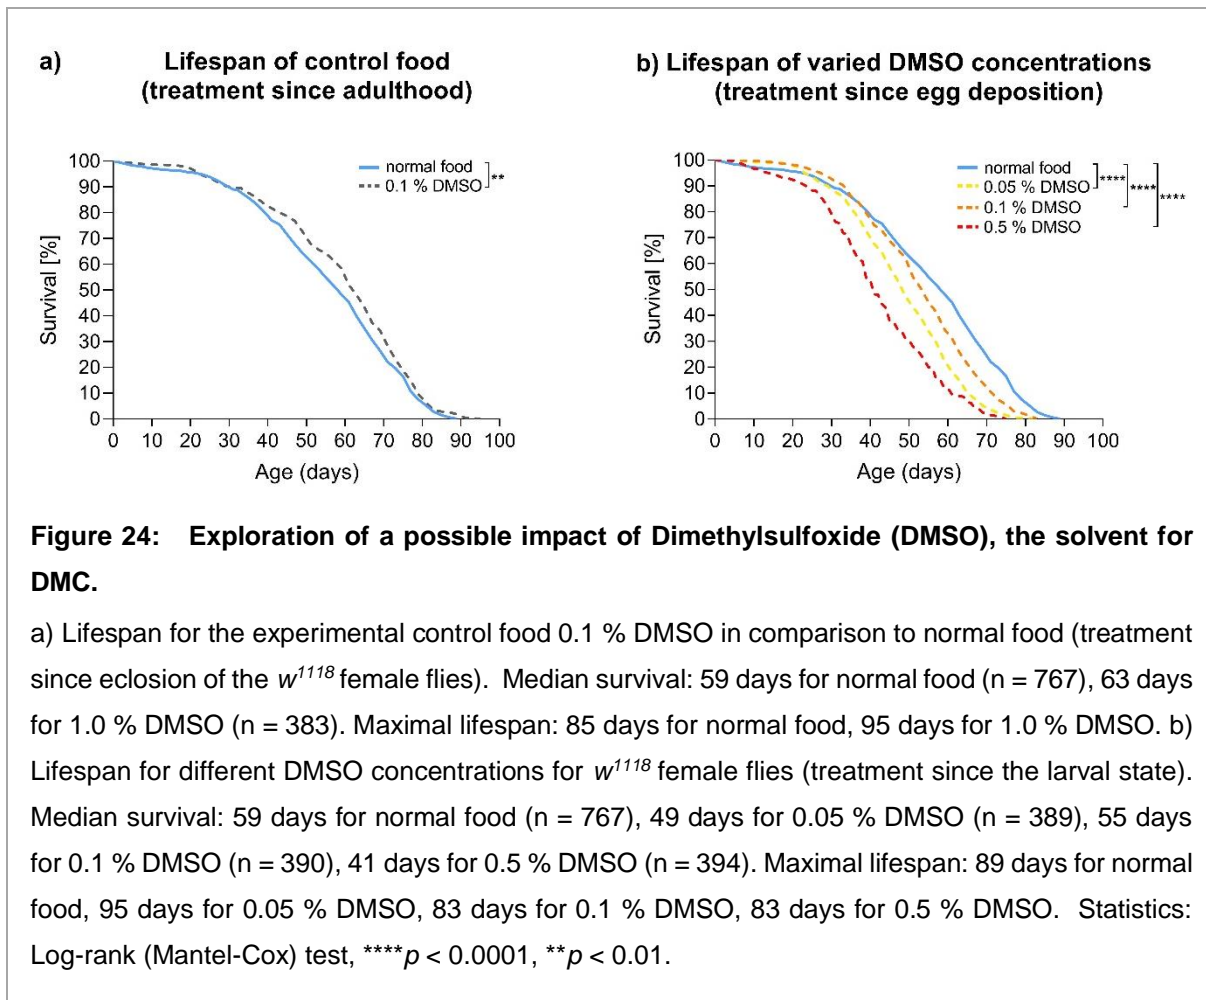 a) Lifespan of control food
(treatment since adulthood)
100
90
80
70
60
50
40
30
20
10
0
Survival [%]
0 10 20 30 40 50 60 70 80 90 100
Age (days)
normal food
0.1 % DMSO
**
b) Lifespan of varied DMSO concentrations
(treatment since egg deposition)
100
90
80
70
60
50
40
30
20
10
0
Survival [%]
0 10 20 30 40 50 60 70 80 90 100
Age (days)
normal food
0.05 % DMSO
0.1 % DMSO
0.5 % DMSO
****
****
****
Figure 24: Exploration of a possible impact of Dimethylsulfoxide (DMSO), the solvent for
DMC.
a) Lifespan for the experimental control food 0.1 % DMSO in comparison to normal food (treatment
since eclosion of the w1118 female flies). Median survival: 59 days for normal food (n = 767), 63 days
for 1.0 % DMSO (n = 383). Maximal lifespan: 85 days for normal food, 95 days for 1.0 % DMSO. b)
Lifespan for different DMSO concentrations for w1118 female flies (treatment since the larval state).
Median survival: 59 days for normal food (n = 767), 49 days for 0.05 % DMSO (n = 389), 55 days
for 0.1 % DMSO (n = 390), 41 days for 0.5 % DMSO (n = 394). Maximal lifespan: 89 days for normal
food, 95 days for 0.05 % DMSO, 83 days for 0.1 % DMSO, 83 days for 0.5 % DMSO. Statistics:
Log-rank (Mantel-Cox) test, ****p < 0.0001, **p < 0.01.